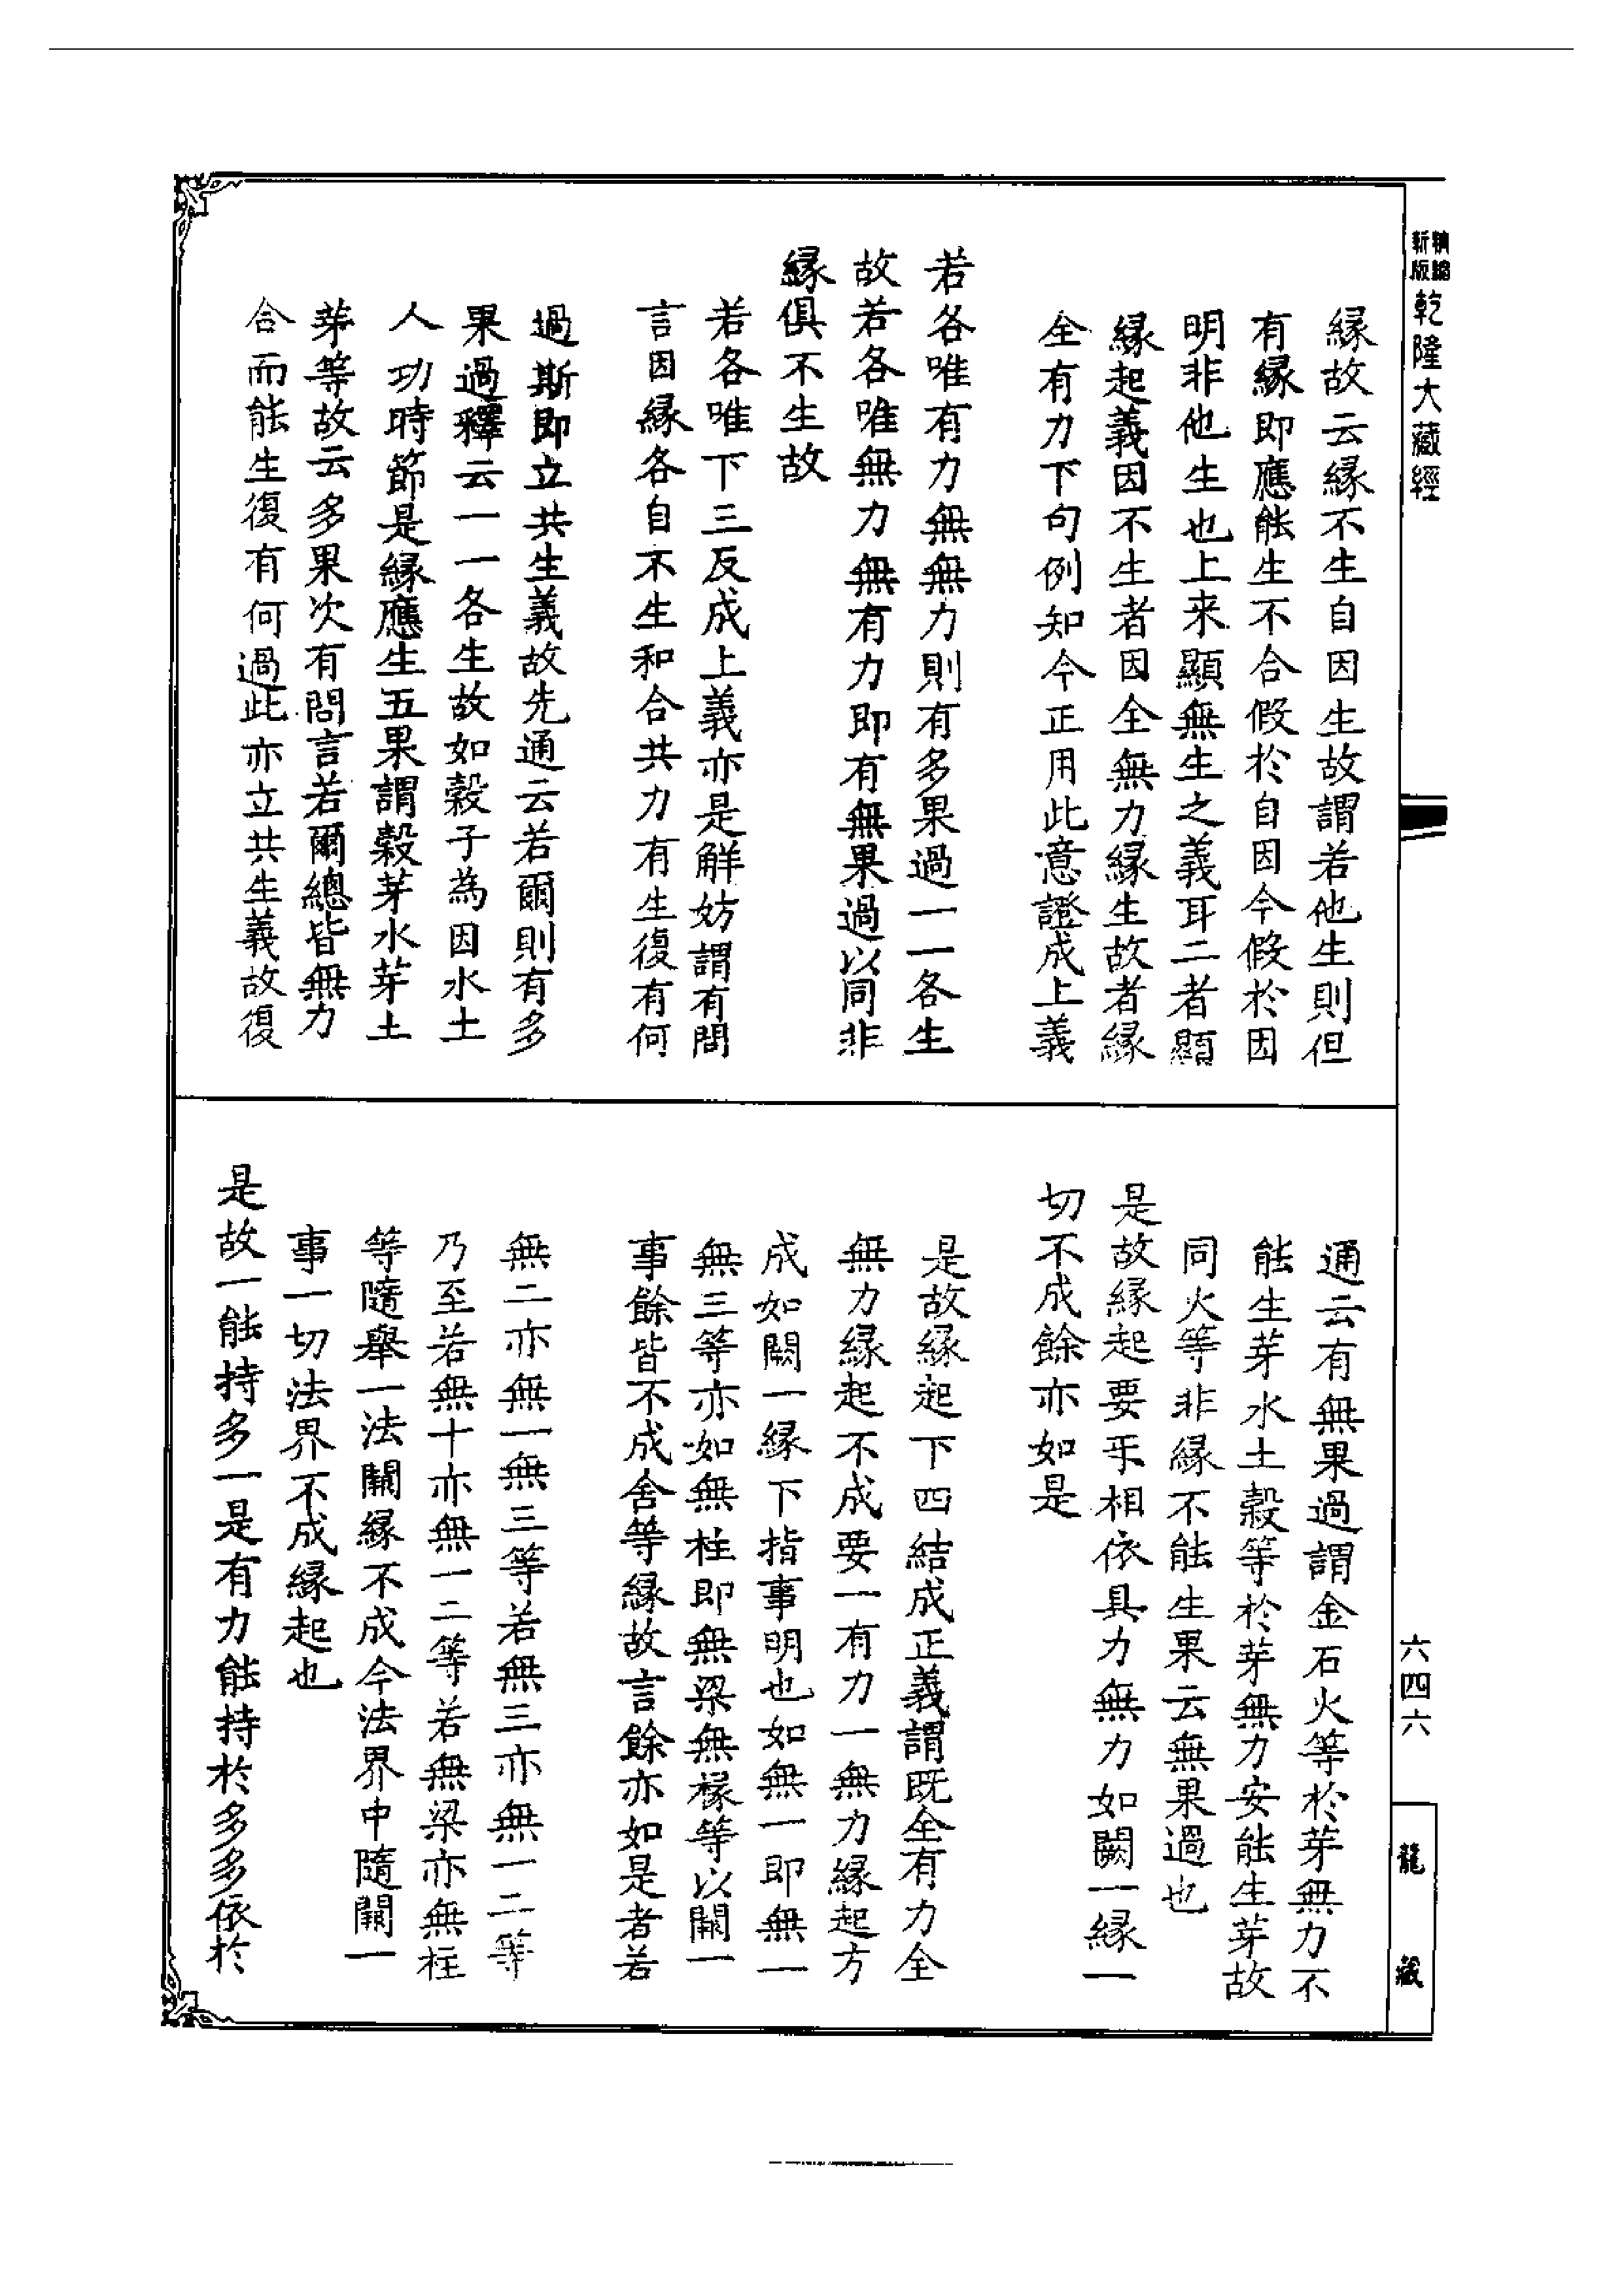 新版
精縮
乾隆大藏經
緣故云緣不生自因生故謂若他生則但
有緣即應能生不合假於自因今假於因
明非他生也上来顯無生之義耳二者顯
緣起義因不生者因全無力緣生故者緣
全有力下句例知今正用此意證成上義
若各唯有力無無力則有多果過一一各生
故若各唯無力無有力即有無果過以同非
緣俱不生故
若各唯下三反成上義亦是解妨謂有問
言因緣各自不生和合共力有生復有何
過斯即立共生義故先通云若爾則有多
果過釋云一一各生故如穀子為因水土
人功時節是緣應生五果謂穀芽水芽土
芽等故云多果次有問言若爾總皆無力
合而能生復有何過此亦立共生義故復
通云有無果過謂金石火等於芽無力不
能生芽水土穀等於芽無力安能生芽故
同火等非緣不能生果云無果過也
是故緣起要㸦相依具力無力如闕一緣一
切不成餘亦如是
是故緣起下四結成正義謂既全有力全
無力緣起不成要一有力一無力緣起方
成如闕一緣下指事明也如無一即無一
無三等亦如無柱即無梁無椽等以闕一
事餘皆不成舍等緣故言餘亦如是者若
無二亦無一無三等若無三亦無一二等
乃至若無十亦無一二等若無梁亦無柱
等隨舉一法闕緣不成今法界中隨闕一
事一切法界不成緣起也
是故一能持多一是有力能持於多多依於
六四六
龍藏